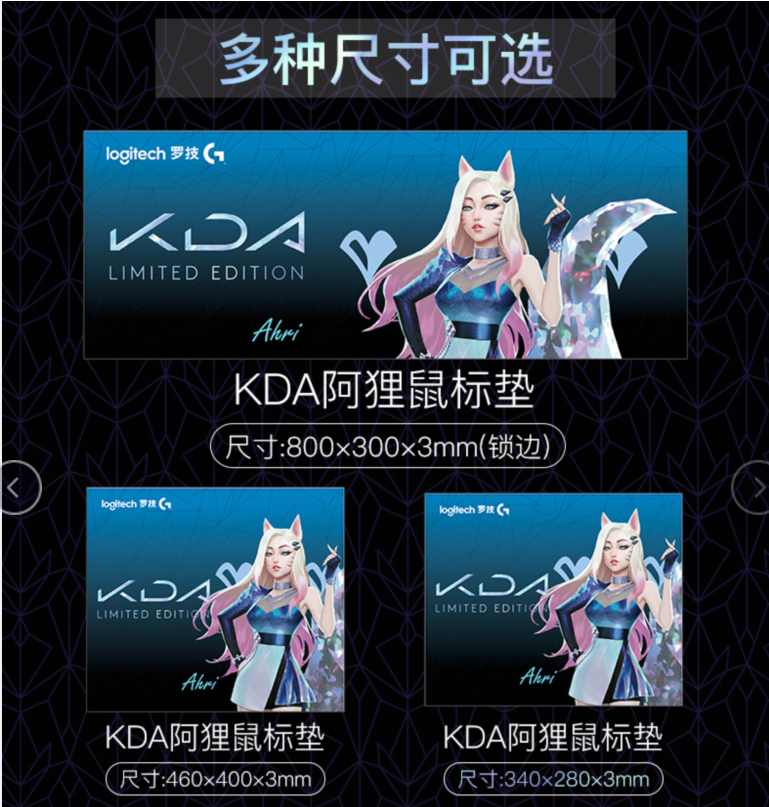 多种尺寸可选
logitech 罗技 G
KDA
LIMITED EDITION
Ahri
KDA阿狸鼠标垫
尺寸:800×300×3mm(锁边)
logitech 罗技 G
KDA
LIMITED EDITION
Ahri
KDA阿狸鼠标垫
尺寸:460×400×3mm
logitech 罗技 G
KDA
LIMITED EDITIO
Ahri
KDA阿狸鼠标垫
尺寸:340×280×3mm